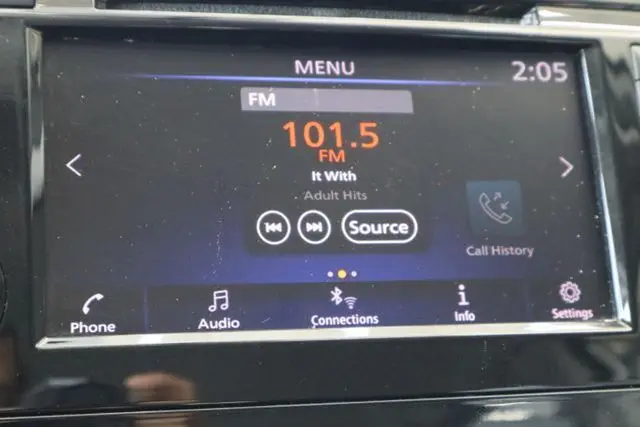 MENU
2:05
FM
101.5
FM
It With
Adult Hits
Source
Call History
Phone
Audio
Connections
Info
Settings